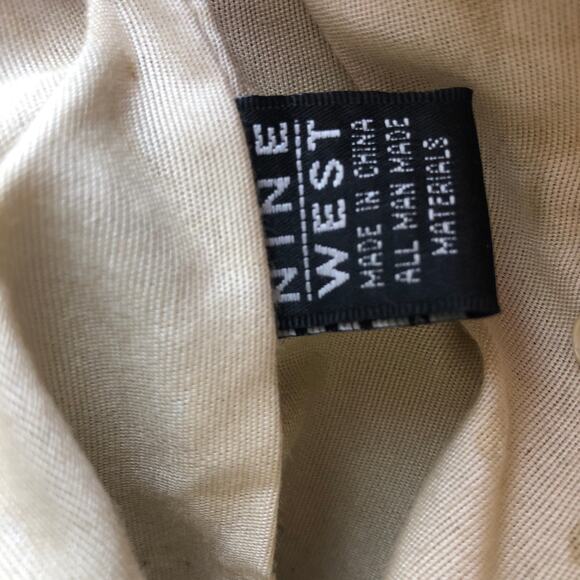 NINE
WEST
MADE IN CHINA
ALL MAN MADE
MATERIALS